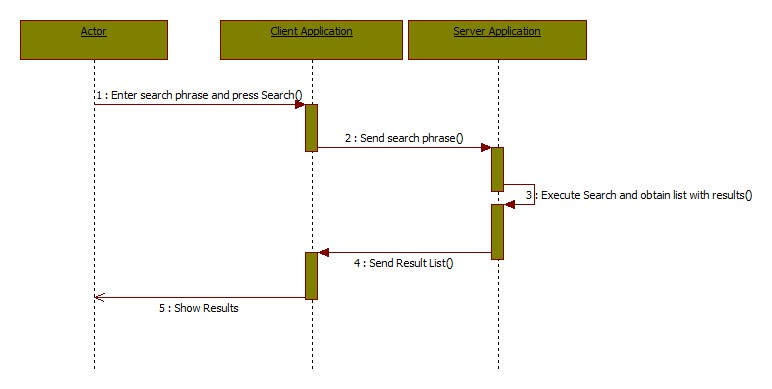 Actor
Client Application
Server Application
1 : Enter search phrase and press Search()
2 : Send search phrase()
3 : Execute Search and obtain list with results()
4 : Send Result List()
5 : Show Results